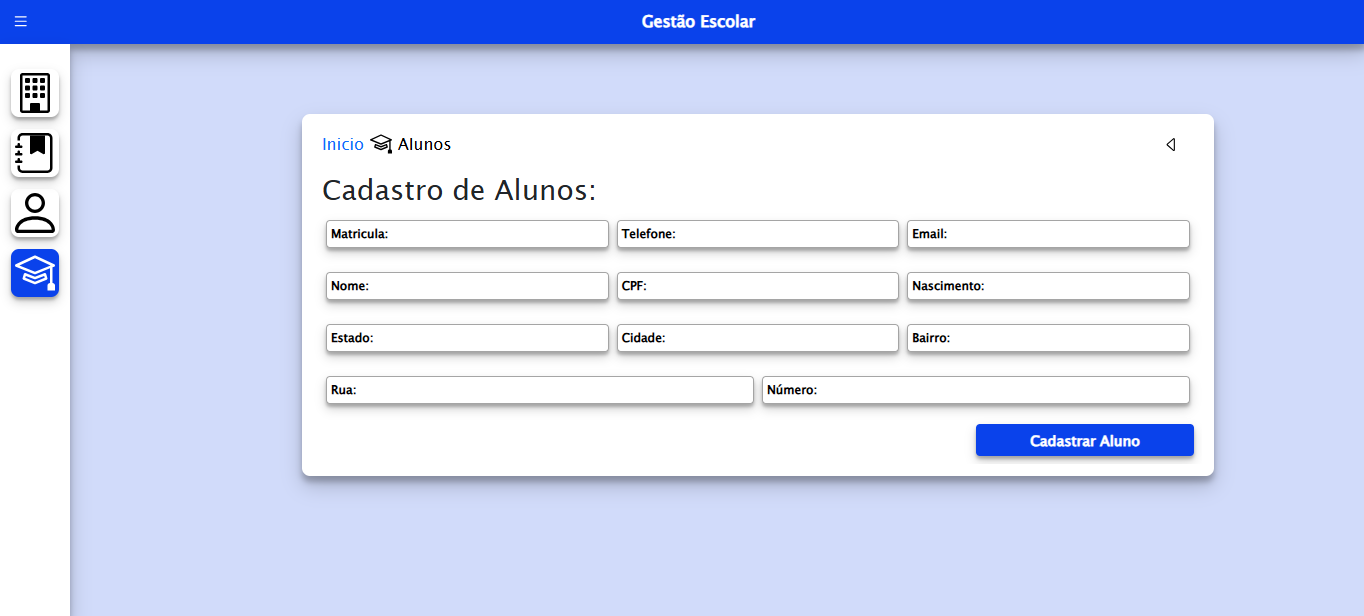 Gestão Escolar
Inicio Alunos
Cadastro de Alunos:
Matricula: Telefone: Email:
Nome: CPF: Nascimento:
Estado: Cidade: Bairro:
Rua: Número:
Cadastrar Aluno